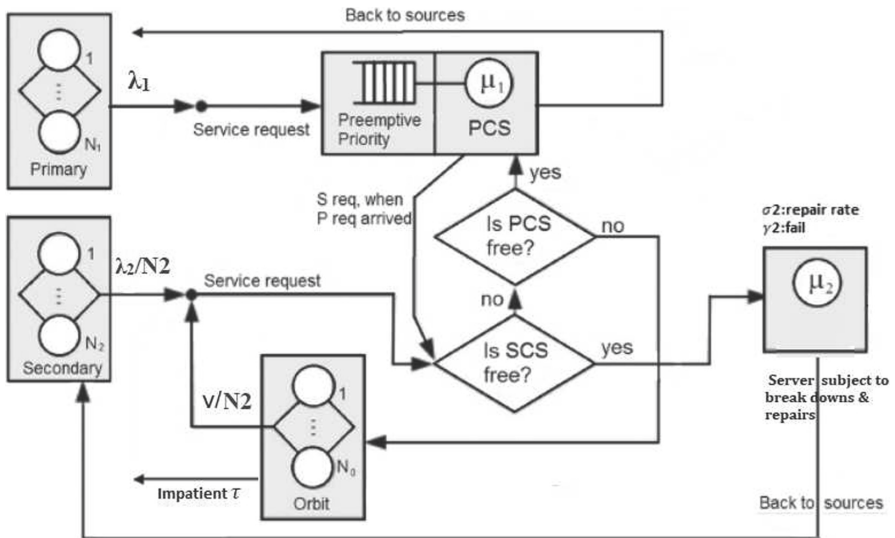 Back to sources
1
⋮
N₁
Primary
λ1
Service request
Preemptive
Priority
μ₁
PCS
S req, when
P req arrived
yes
Is PCS
free?
no
no
Is SCS
free?
yes
σ2:repair rate
γ2:fail
μ₂
Server subject to
break downs &
repairs
1
⋮
N₂
Secondary
λ₂/N2
Service request
ν/N2
1
⋮
N₀
Orbit
Impatient τ
Back to sources